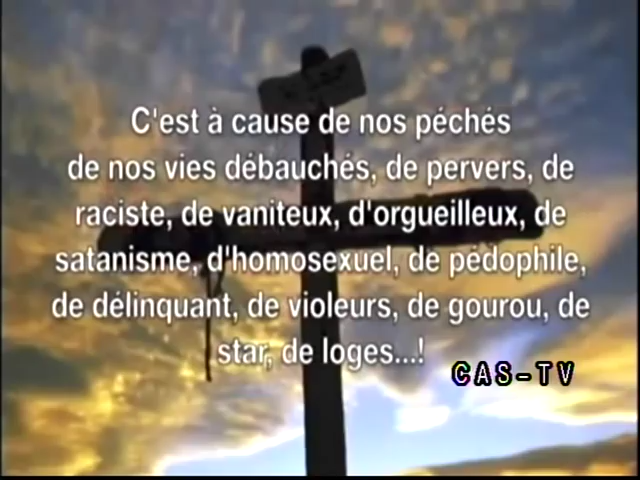 C'est à cause de nos péchés
de nos vies débauchés, de pervers, de
raciste, de vaniteux, d'orgueilleux, de
satanisme, d'homosexuel, de pédophile,
de délinquant, de violeurs, de gourou, de
star, de loges...!
CAS-TV